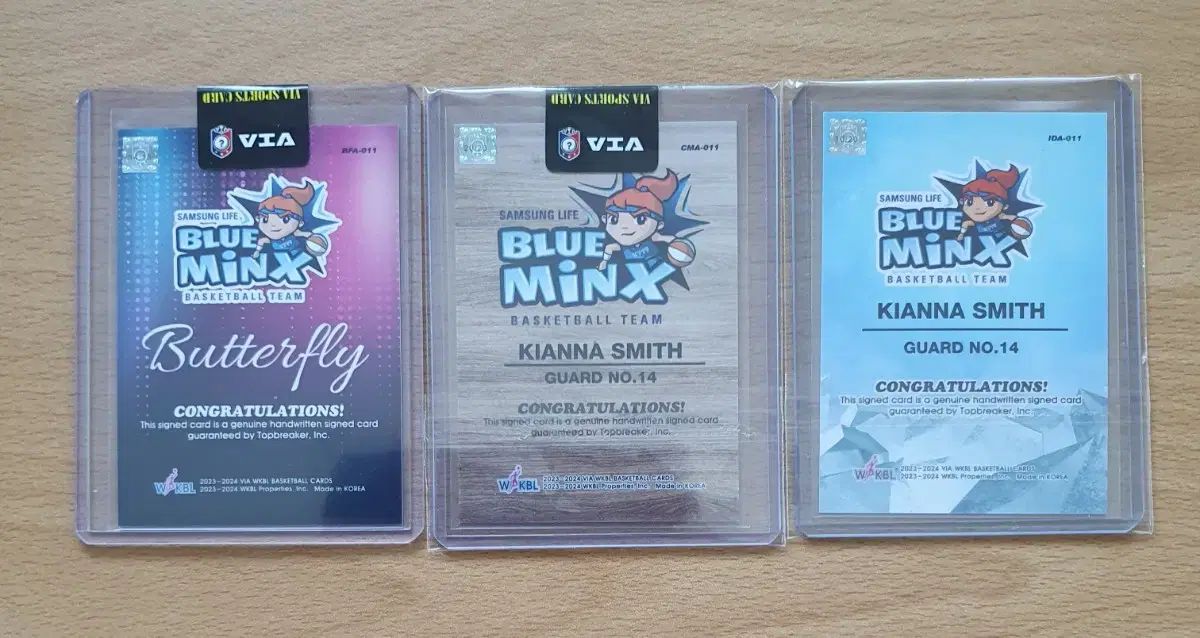 VIA SPORTS CARD
VIA
BFA-011
SAMSUNG LIFE
BLUE
MiNX
BASKETBALL TEAM
Butterfly
CONGRATULATIONS!
This signed card is a genuine handwritten signed card
guaranteed by Topbreaker, Inc.
WKBL
2023-2024 VIA WKBL BASKETBALL CARDS
2023-2024 WKBL Properties, Inc. Made in KOREA
VIA SPORTS CARD
VIA
CMA-011
SAMSUNG LIFE
BLUE
MiNX
BASKETBALL TEAM
KIANNA SMITH
GUARD NO.14
CONGRATULATIONS!
This signed card is a genuine handwritten signed card
guaranteed by Topbreaker, Inc.
WKBL
2023-2024 VIA WKBL BASKETBALL CARDS
2023-2024 WKBL Properties, Inc. Made in KOREA
IDA-011
SAMSUNG LIFE
BLUE
MiNX
BASKETBALL TEAM
KIANNA SMITH
GUARD NO.14
CONGRATULATIONS!
This signed card is a genuine handwritten signed card
guaranteed by Topbreaker, Inc.
WKBL
2023-2024 VIA WKBL BASKETBALL CARDS
2023-2024 WKBL Properties, Inc. Made in KOREA